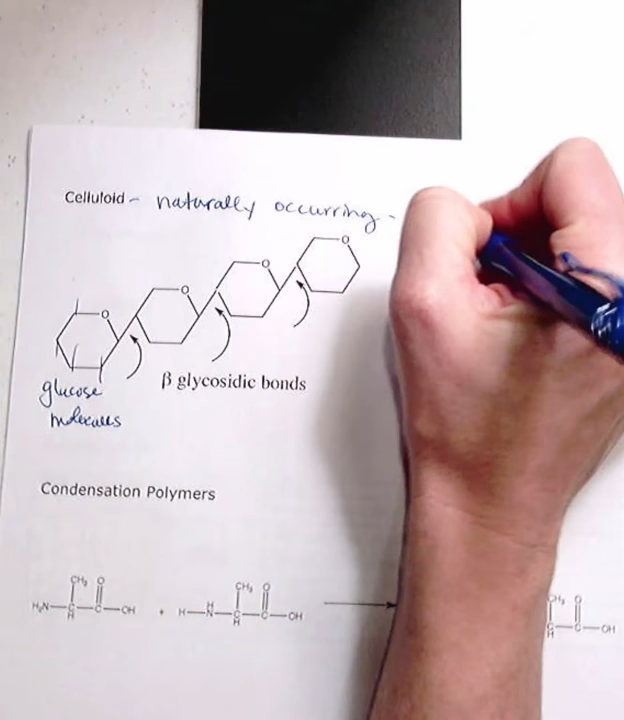 Celluloid - naturally occurring -
O
O
O
O
β glycosidic bonds
glucose
molecules
Condensation Polymers
CH₃ O CH₃ O CH₃ O
H₂N—C—C—OH + H—N—C—C—OH C—C—OH
H H H H